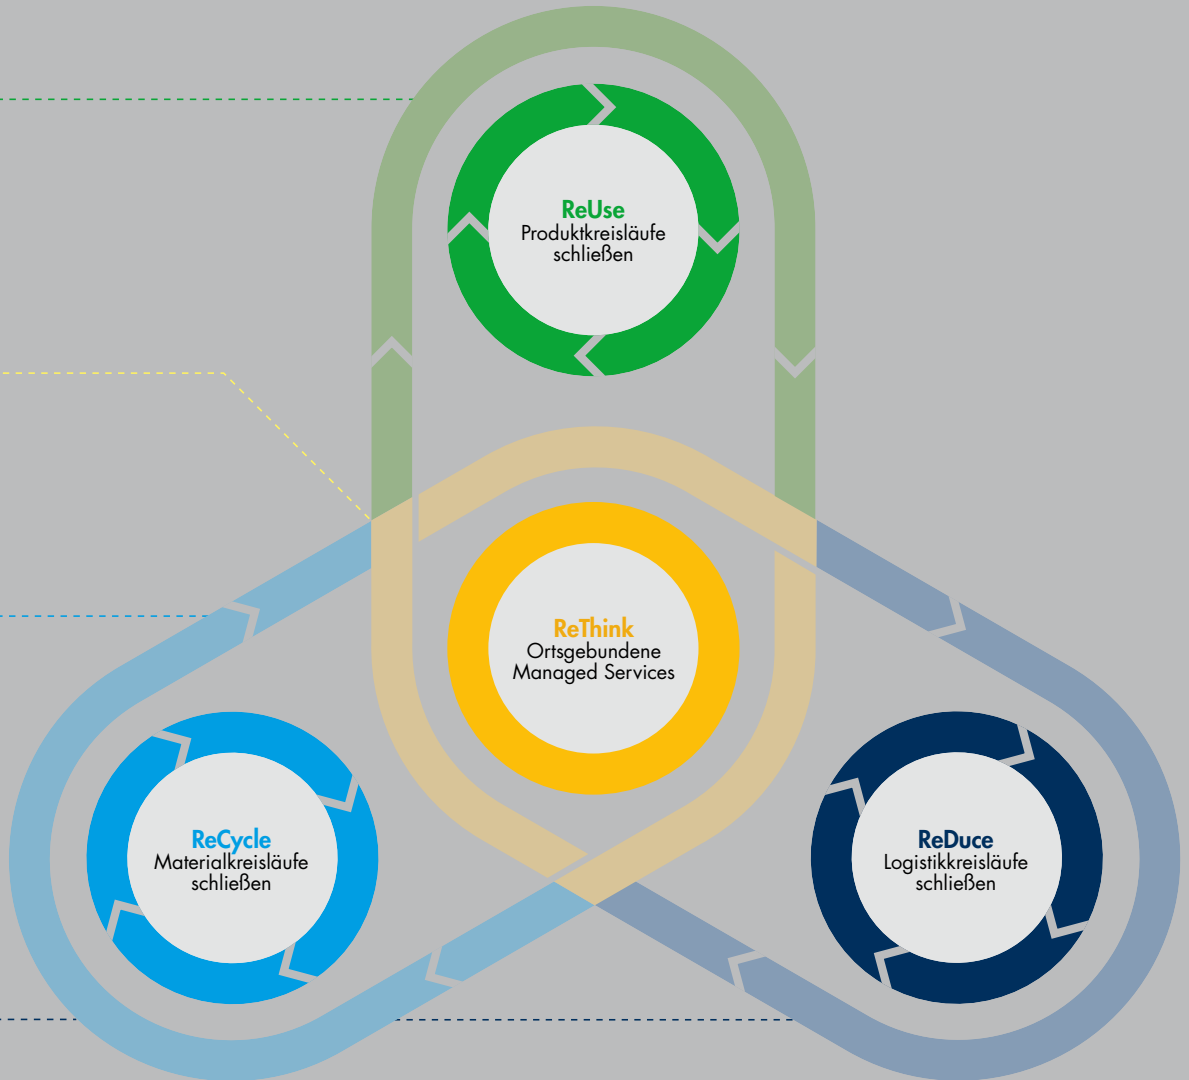 ReUse
Produktkreisläufe
schließen
ReThink
Ortsgebundene
Managed Services
ReCycle
Materialkreisläufe
schließen
ReDuce
Logistikkreisläufe
schließen